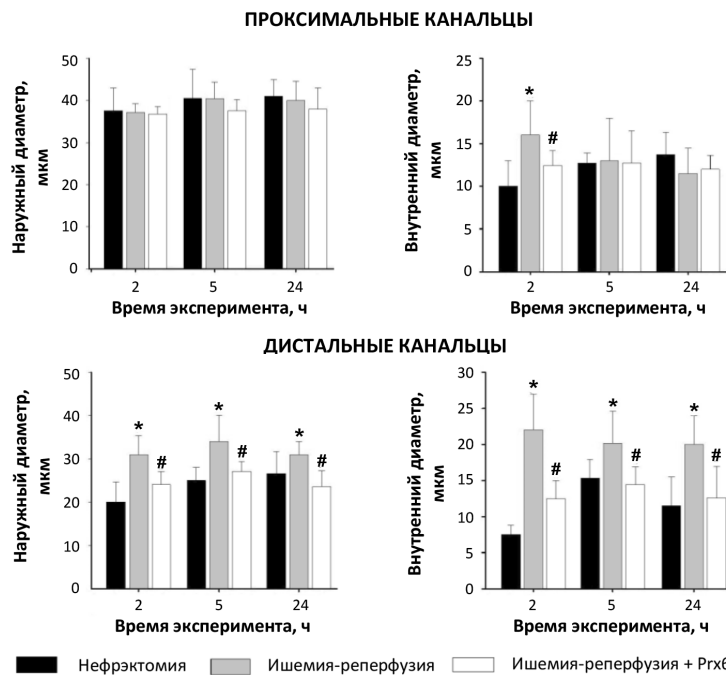 ПРОКСИМАЛЬНЫЕ КАНАЛЬЦЫ
Наружный диаметр,
мкм
50
40
30
20
10
0
2 5 24
Время эксперимента, ч
Внутренний диаметр,
мкм
25
20
15
10
5
0
*
#
2 5 24
Время эксперимента, ч
ДИСТАЛЬНЫЕ КАНАЛЬЦЫ
Наружный диаметр,
мкм
50
40
30
20
10
0
* * *
# # #
2 5 24
Время эксперимента, ч
Внутренний диаметр,
мкм
30
25
20
15
10
5
0
* * *
# # #
2 5 24
Время эксперимента, ч
Нефрэктомия Ишемия-реперфузия Ишемия-реперфузия + Prx6